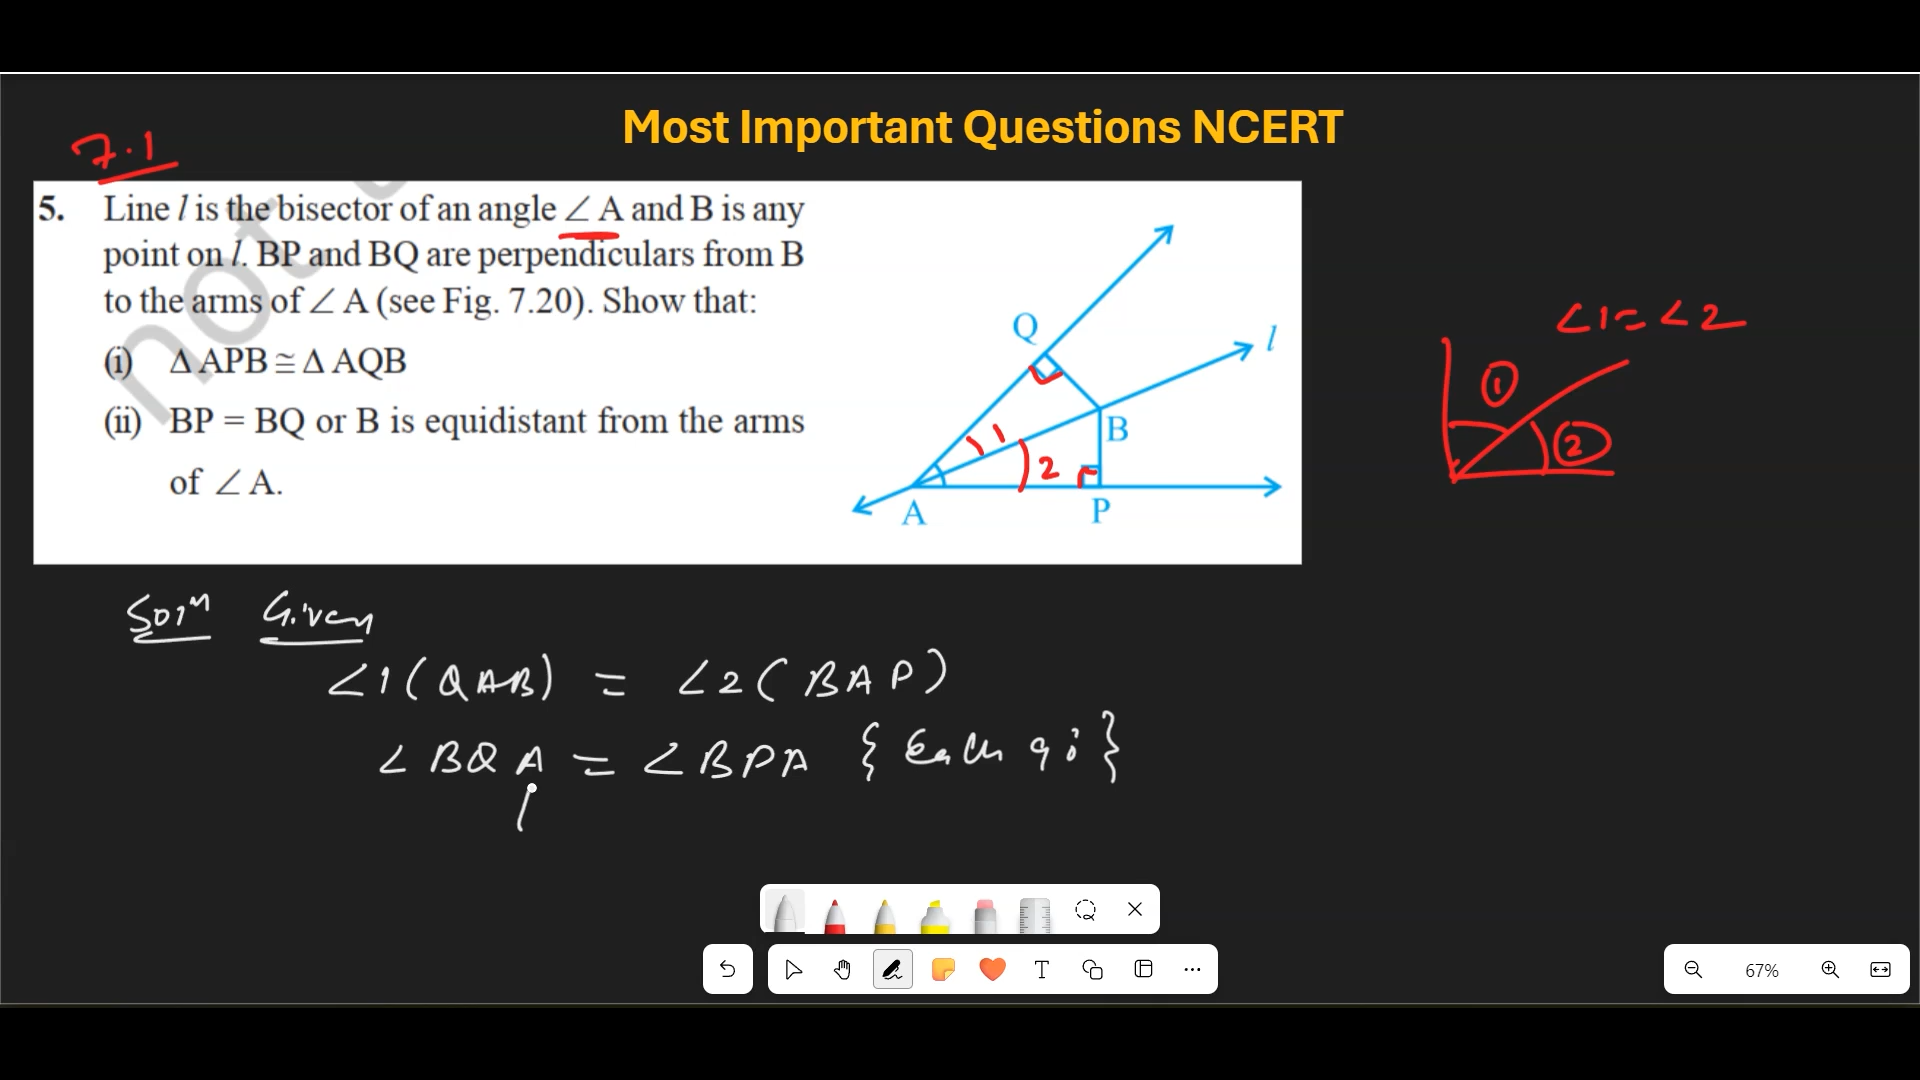 Most Important Questions NCERT
7.1
not
5. Line l is the bisector of an angle ∠ A and B is any
point on l. BP and BQ are perpendiculars from B
to the arms of ∠ A (see Fig. 7.20). Show that:
(i) Δ APB ≅ Δ AQB
(ii) BP = BQ or B is equidistant from the arms
of ∠ A.
Q
l
B
A
P
1
2
∠1 = ∠2
1
2
Soln Given
∠1 (QAB) = ∠2 (BAP)
∠BQA = ∠BPA { Each 90° }
67%